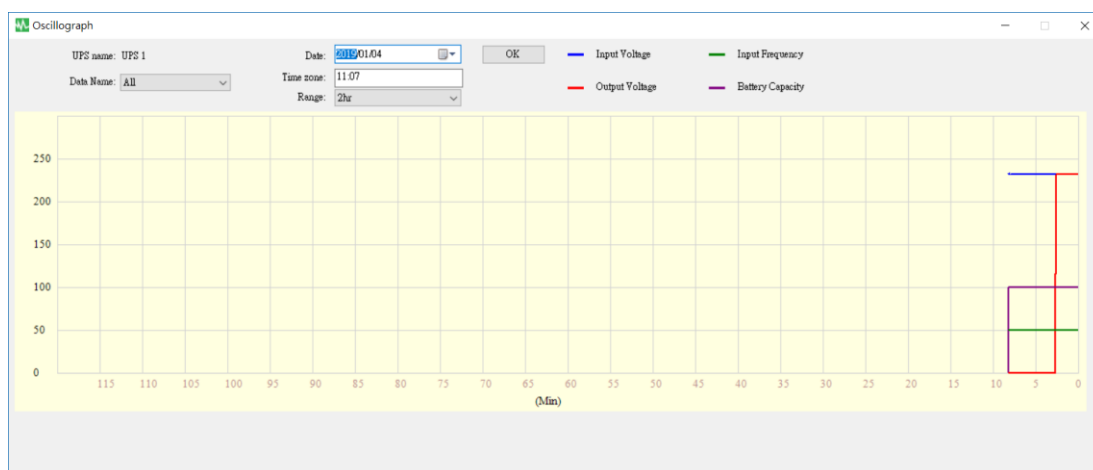 Oscillograph
UPS name: UPS 1
Date: 2019/01/04
OK
Input Voltage
Input Frequency
Data Name: All
Time zone: 11:07
Output Voltage
Battery Capacity
Range: 2hr
250
200
150
100
50
0
115 110 105 100 95 90 85 80 75 70 65 60 55 50 45 40 35 30 25 20 15 10 5 0
(Min)